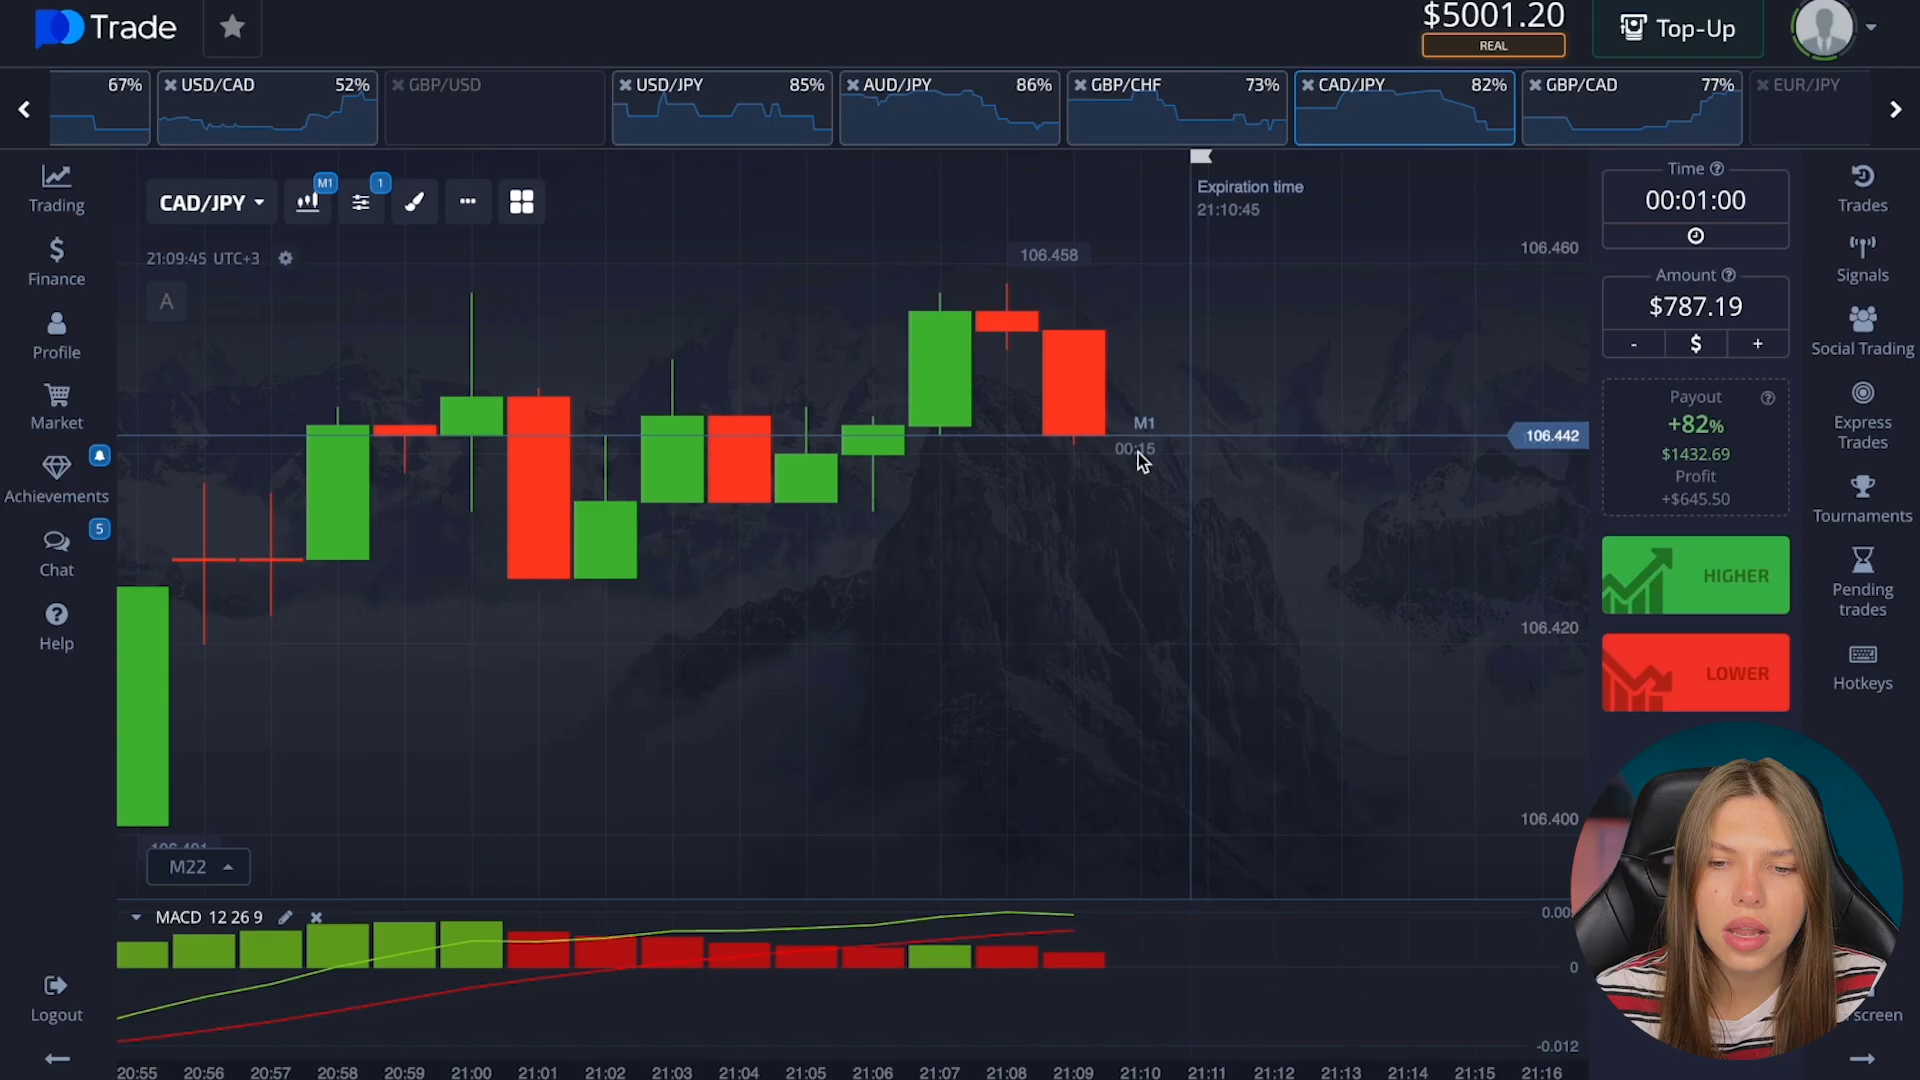 Trade
$5001.20
REAL
Top-Up
67%
USD/CAD 52%
GBP/USD
USD/JPY 85%
AUD/JPY 86%
GBP/CHF 73%
CAD/JPY 82%
GBP/CAD 77%
EUR/JPY
Trading
Finance
Profile
Market
Achievements
Chat
5
Help
Logout
CAD/JPY
M1
1
21:09:45 UTC+3
A
Expiration time
21:10:45
106.458
106.460
M1
00:15
106.442
106.420
106.400
M22
MACD 12 26 9
0
-0.012
20:55 20:56 20:57 20:58 20:59 21:00 21:01 21:02 21:03 21:04 21:05 21:06 21:07 21:08 21:09 21:10 21:11 21:12 21:13 21:14 21:15 21:16
Time
00:01:00
Amount
$787.19
- $ +
Payout
+82%
$1432.69
Profit
+$645.50
HIGHER
LOWER
Trades
Signals
Social Trading
Express
Trades
Tournaments
Pending
trades
Hotkeys
screen